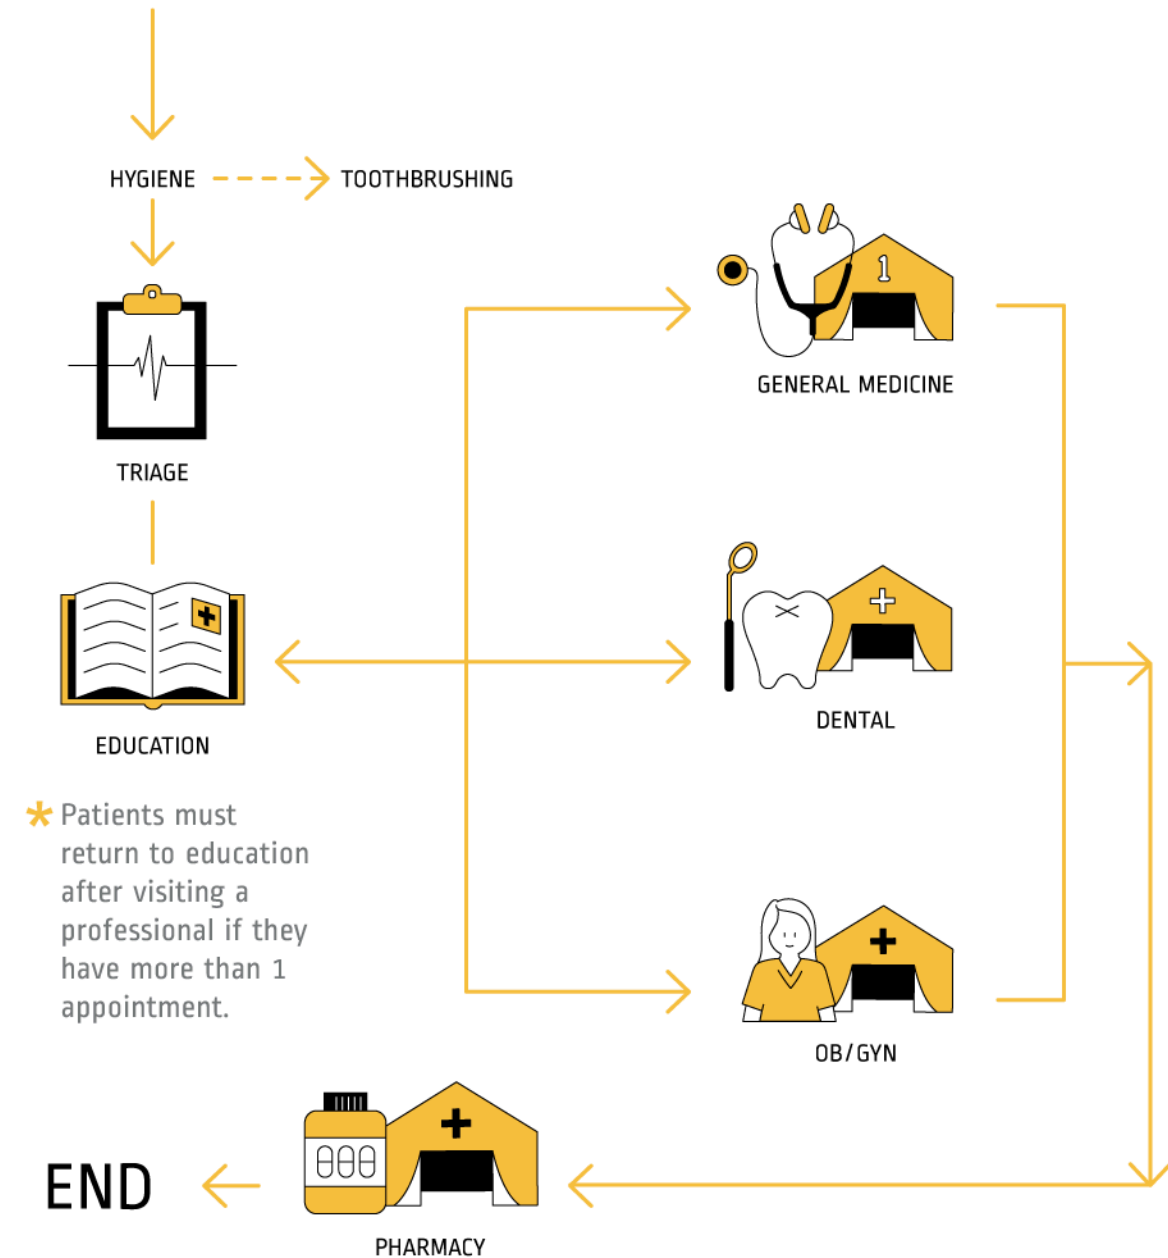 HYGIENE
TOOTHBRUSHING
1
GENERAL MEDICINE
TRIAGE
EDUCATION
DENTAL
* Patients must
return to education
after visiting a
professional if they
have more than 1
appointment.
OB/GYN
END
PHARMACY